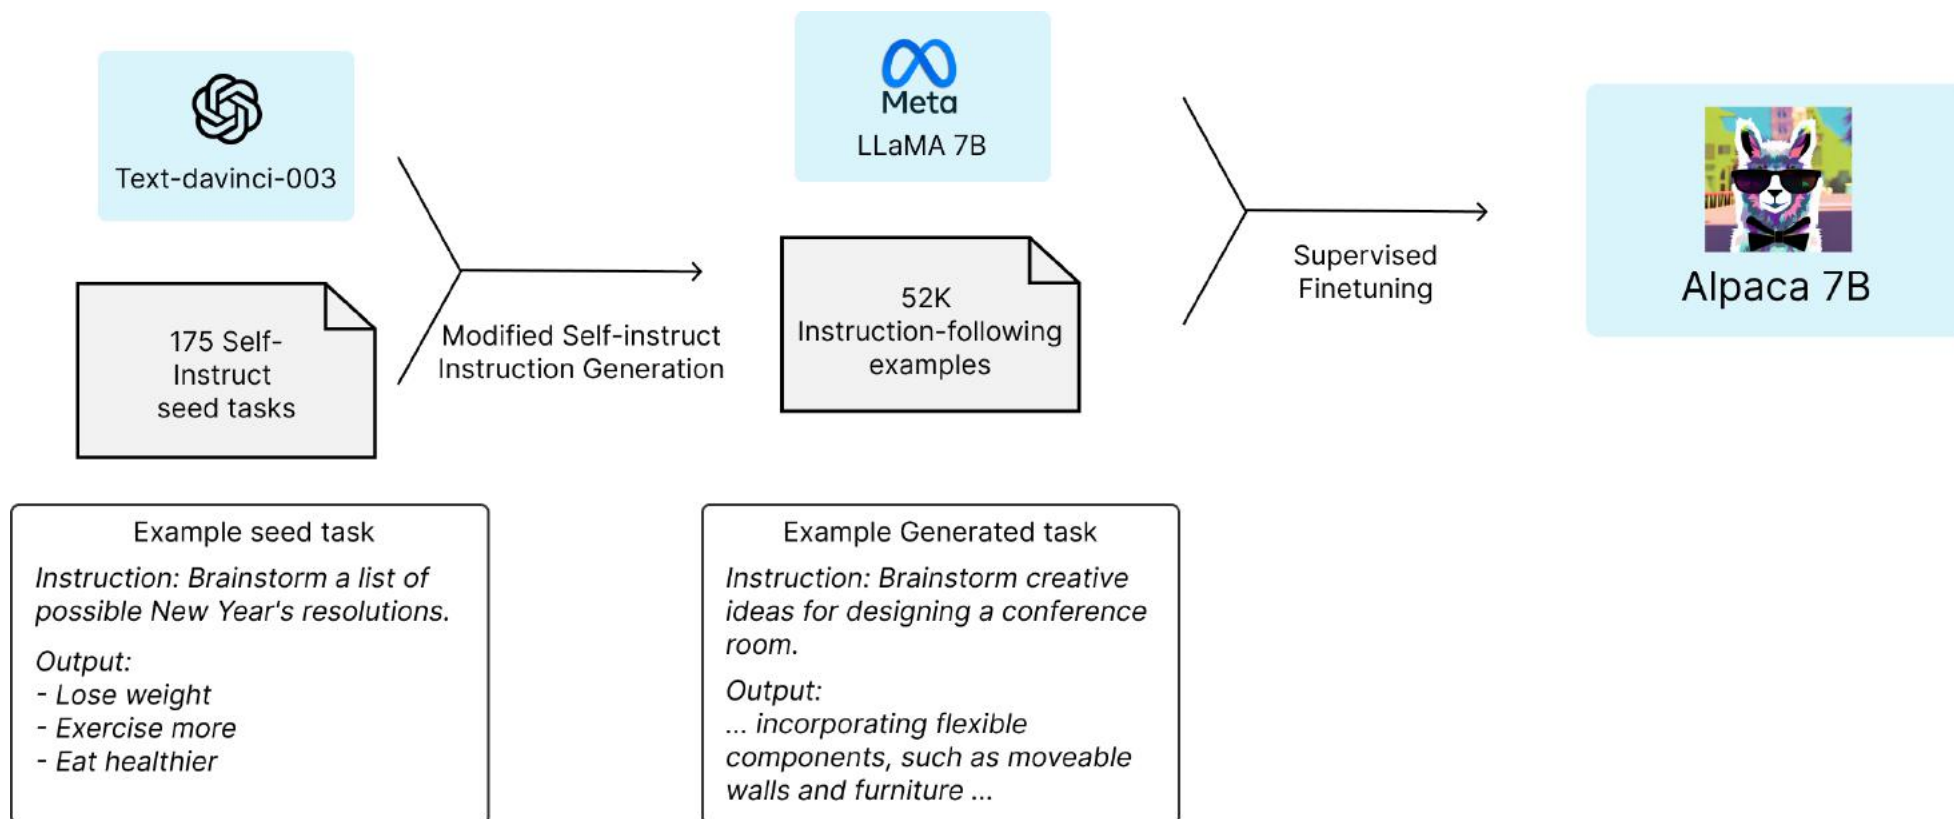 Text-davinci-003
175 Self-
Instruct
seed tasks
Modified Self-instruct
Instruction Generation
Meta
LLaMA 7B
52K
Instruction-following
examples
Supervised
Finetuning
Alpaca 7B
Example seed task
Instruction: Brainstorm a list of
possible New Year's resolutions.
Output:
- Lose weight
- Exercise more
- Eat healthier
Example Generated task
Instruction: Brainstorm creative
ideas for designing a conference
room.
Output:
... incorporating flexible
components, such as moveable
walls and furniture ...